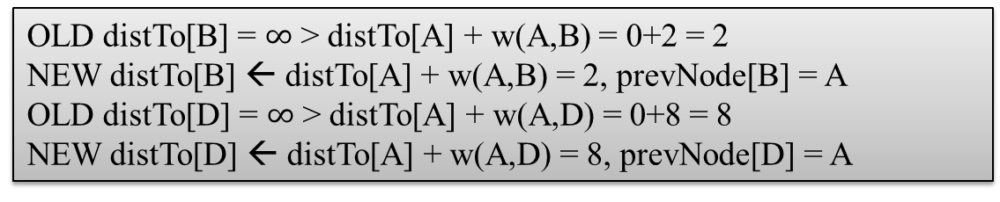 OLD distTo[B] = ∞ > distTo[A] + w(A,B) = 0+2 = 2
NEW distTo[B] ← distTo[A] + w(A,B) = 2, prevNode[B] = A
OLD distTo[D] = ∞ > distTo[A] + w(A,D) = 0+8 = 8
NEW distTo[D] ← distTo[A] + w(A,D) = 8, prevNode[D] = A